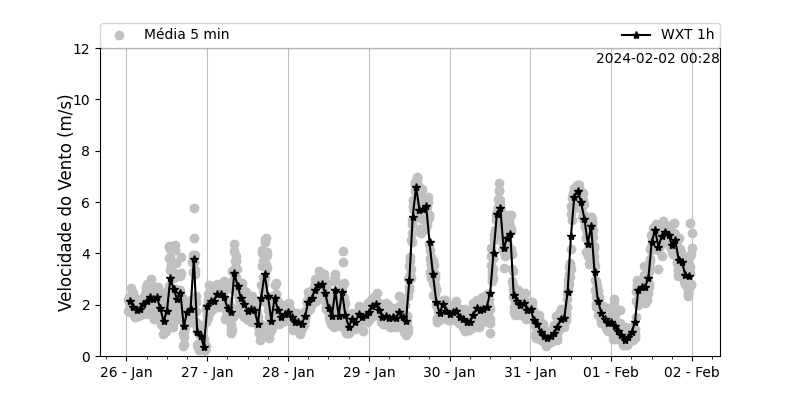 Média 5 min
WXT 1h
2024-02-02 00:28
Velocidade do Vento (m/s)
12
10
8
6
4
2
0
26 - Jan 27 - Jan 28 - Jan 29 - Jan 30 - Jan 31 - Jan 01 - Feb 02 - Feb